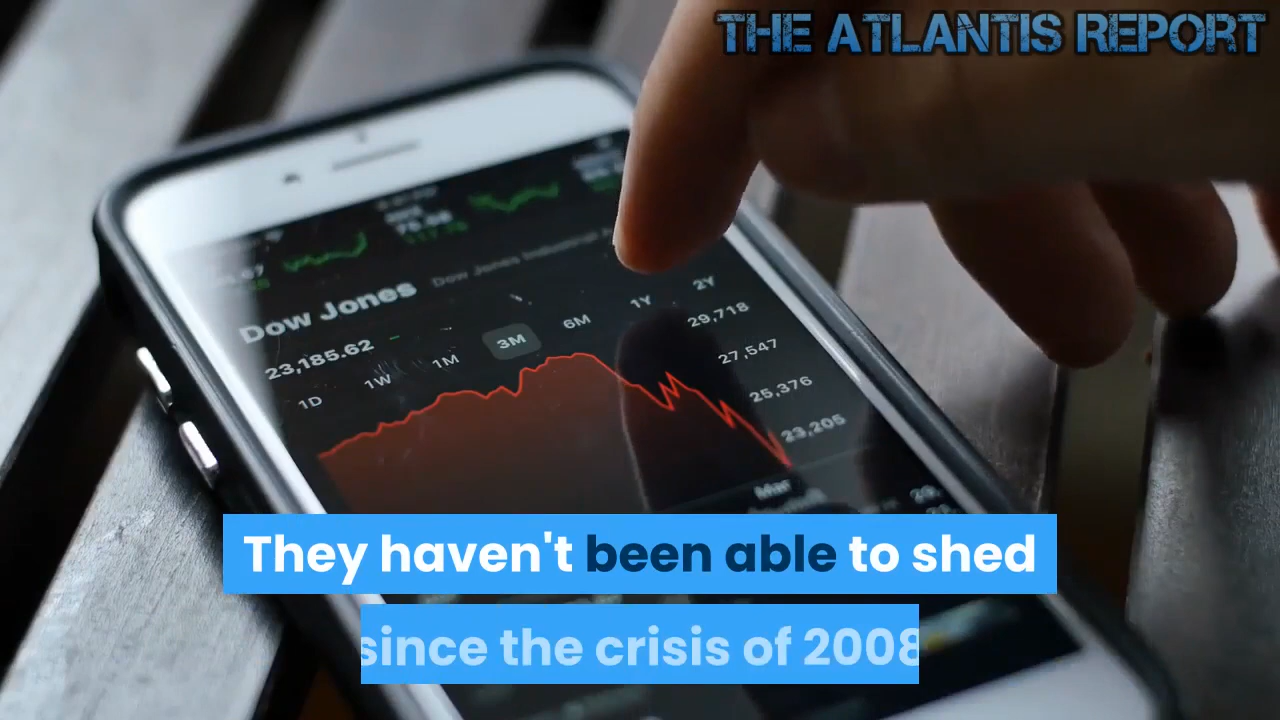 THE ATLANTIS REPORT
Dow Jones
Dow Jones Industrial
23,185.62
1D 1W 1M 3M 6M 1Y 2Y
29,718
27,547
25,376
23,205
Mar
They haven't been able to shed
since the crisis of 2008